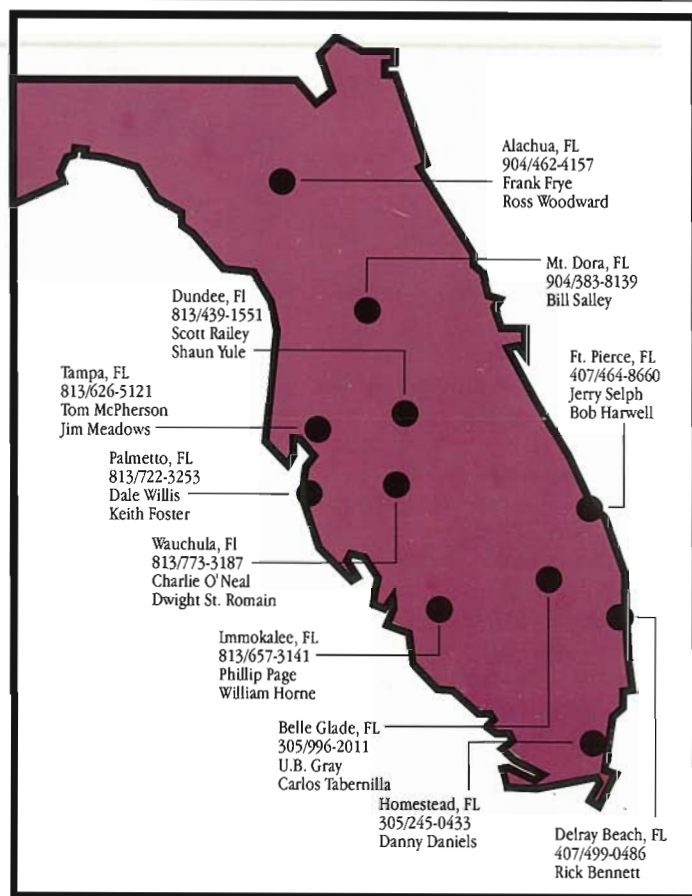 Alachua, FL
904/462-4157
Frank Frye
Ross Woodward
Mt. Dora, FL
904/383-8139
Bill Salley
Dundee, Fl
813/439-1551
Scott Railey
Shaun Yule
Ft. Pierce, FL
407/464-8660
Jerry Selph
Bob Harwell
Tampa, FL
813/626-5121
Tom McPherson
Jim Meadows
Palmetto, FL
813/722-3253
Dale Willis
Keith Foster
Wauchula, Fl
813/773-3187
Charlie O'Neal
Dwight St. Romain
Immokalee, FL
813/657-3141
Phillip Page
William Horne
Belle Glade, FL
305/996-2011
U.B. Gray
Carlos Tabernilla
Homestead, FL
305/245-0433
Danny Daniels
Delray Beach, FL
407/499-0486
Rick Bennett